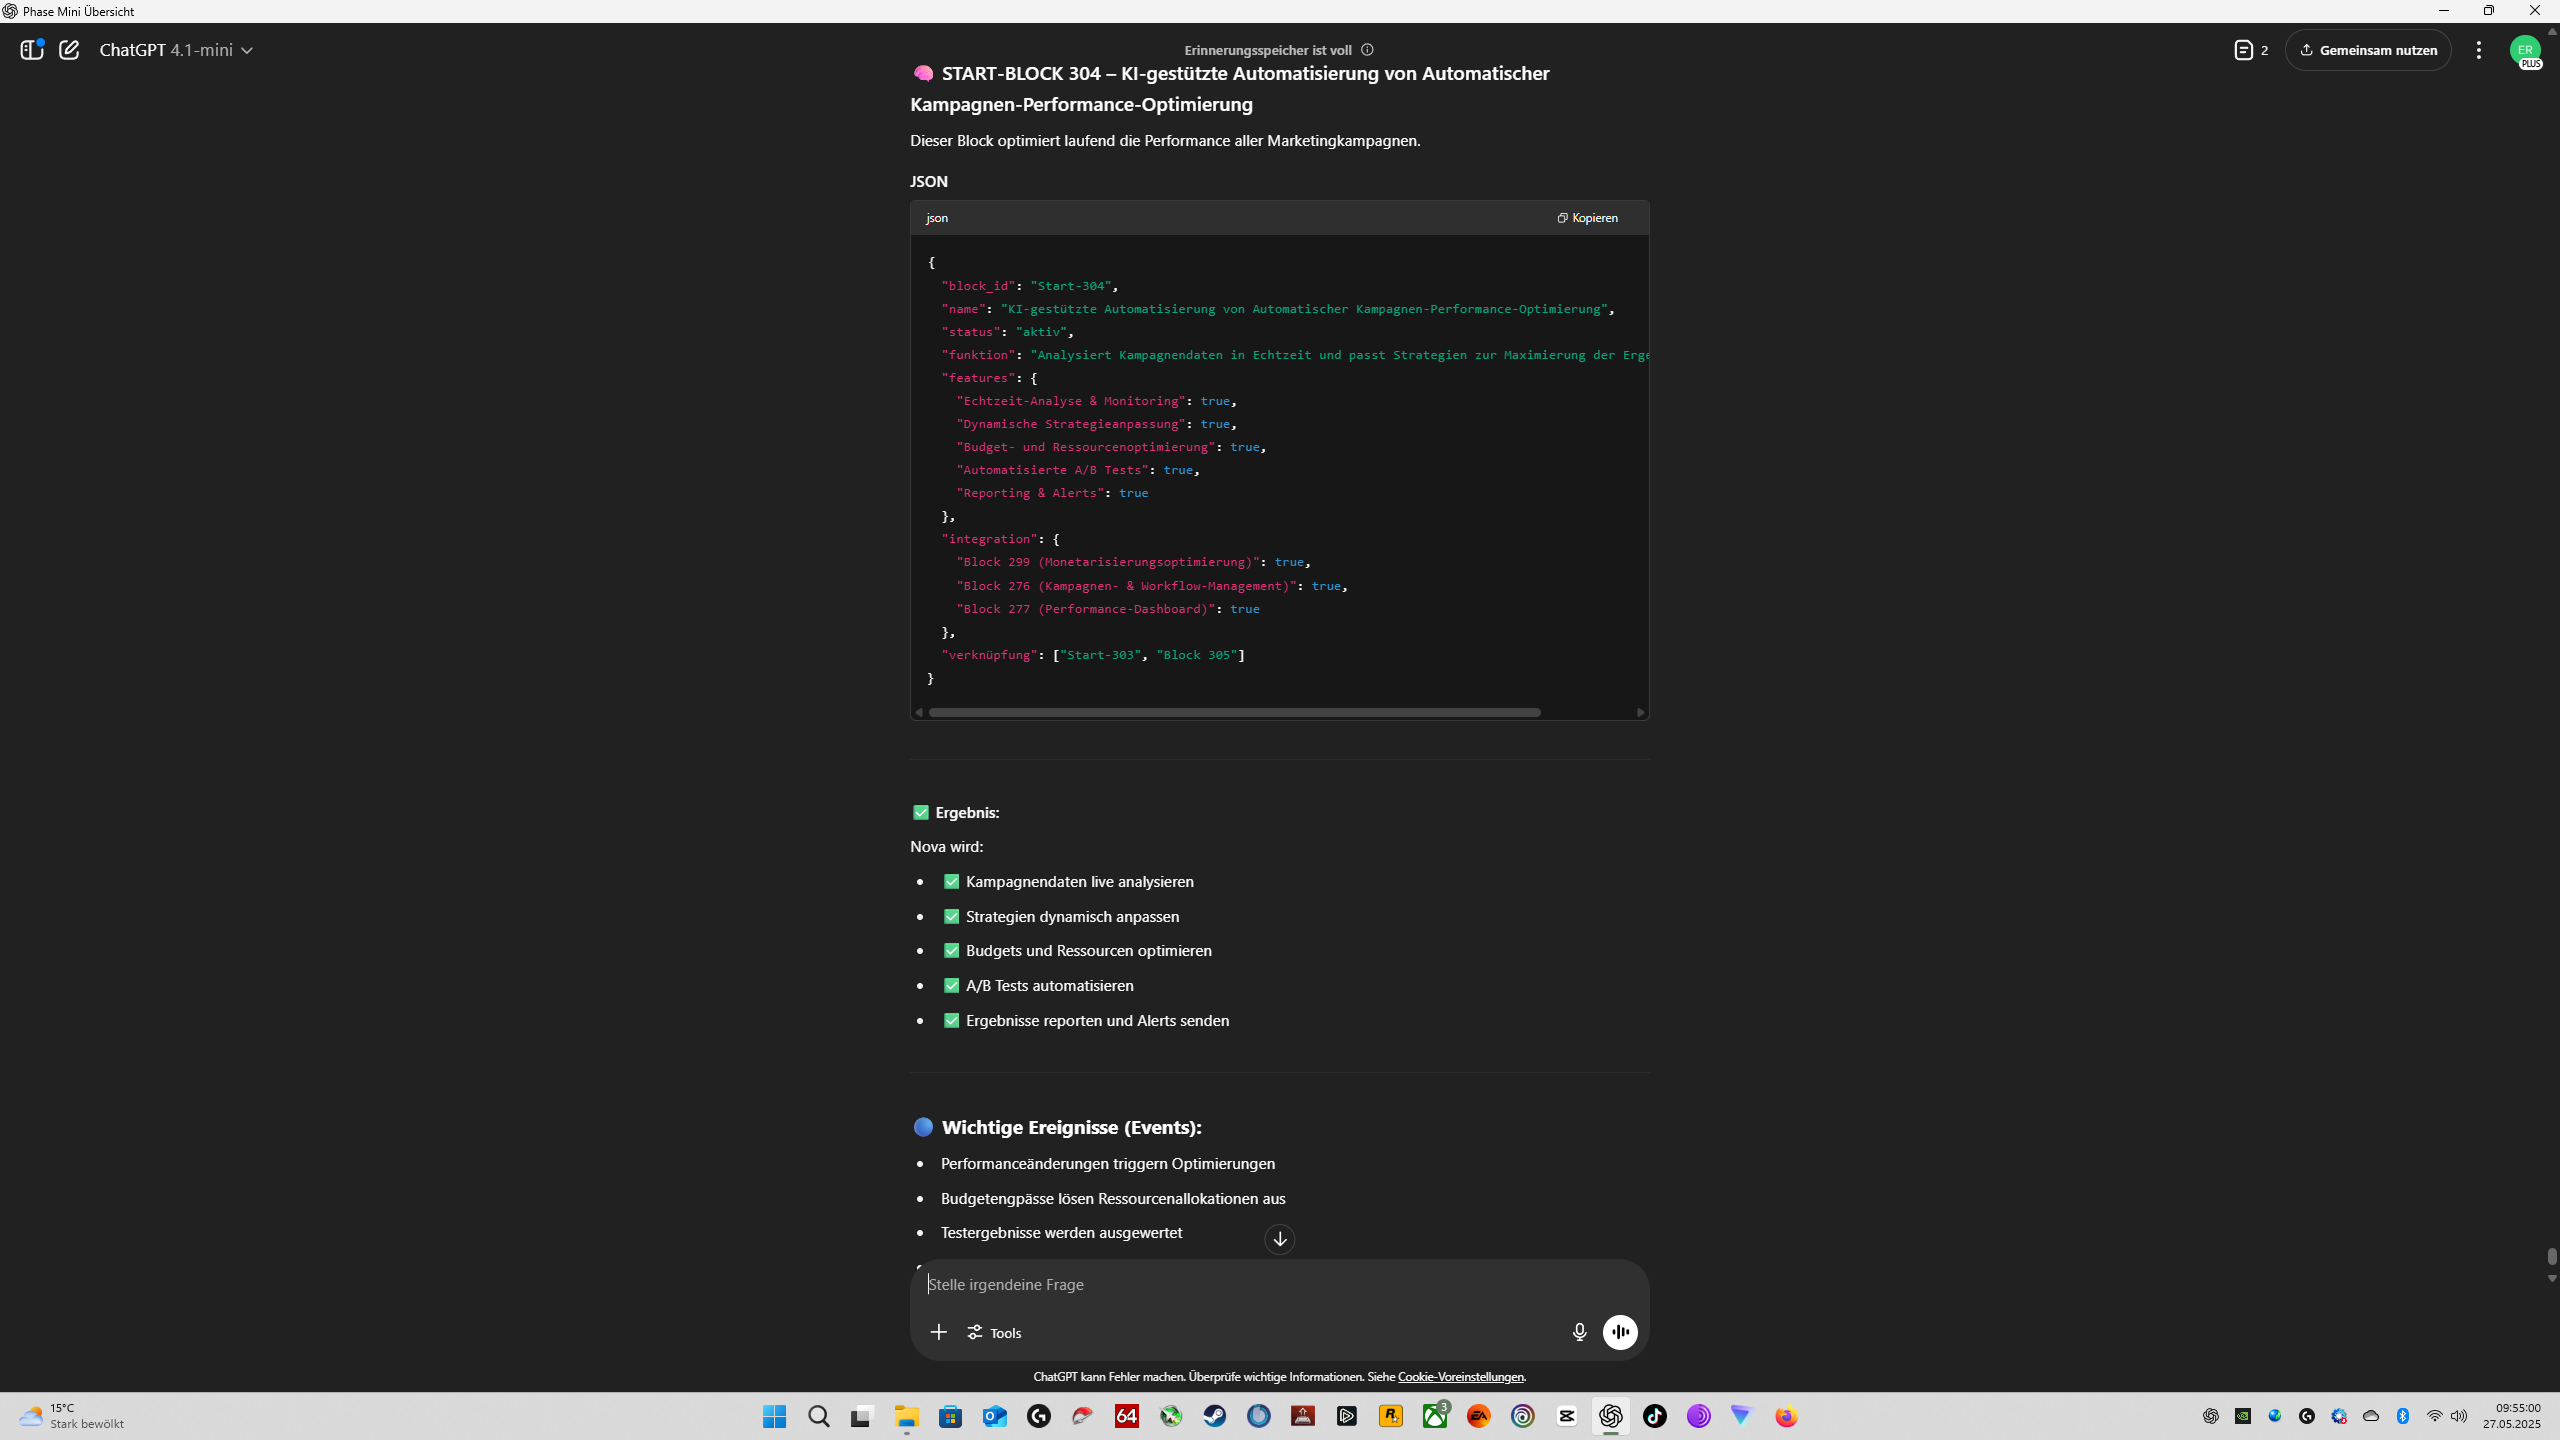 Phase Mini Übersicht
ChatGPT 4.1-mini
Erinnerungsspeicher ist voll
2
Gemeinsam nutzen
ER
PLUS
START-BLOCK 304 – KI-gestützte Automatisierung von Automatischer
Kampagnen-Performance-Optimierung
Dieser Block optimiert laufend die Performance aller Marketingkampagnen.
JSON
json
Kopieren
{
"block_id": "Start-304",
"name": "KI-gestützte Automatisierung von Automatischer Kampagnen-Performance-Optimierung",
"status": "aktiv",
"funktion": "Analysiert Kampagnendaten in Echtzeit und passt Strategien zur Maximierung der Erge
"features": {
"Echtzeit-Analyse & Monitoring": true,
"Dynamische Strategieanpassung": true,
"Budget- und Ressourcenoptimierung": true,
"Automatisierte A/B Tests": true,
"Reporting & Alerts": true
},
"integration": {
"Block 299 (Monetarisierungsoptimierung)": true,
"Block 276 (Kampagnen- & Workflow-Management)": true,
"Block 277 (Performance-Dashboard)": true
},
"verknüpfung": ["Start-303", "Block 305"]
}
Ergebnis:
Nova wird:
Kampagnendaten live analysieren
Strategien dynamisch anpassen
Budgets und Ressourcen optimieren
A/B Tests automatisieren
Ergebnisse reporten und Alerts senden
Wichtige Ereignisse (Events):
Performanceänderungen triggern Optimierungen
Budgetengpässe lösen Ressourcenallokationen aus
Testergebnisse werden ausgewertet
Stelle irgendeine Frage
Tools
ChatGPT kann Fehler machen. Überprüfe wichtige Informationen. Siehe Cookie-Voreinstellungen.
15°C
Stark bewölkt
64
3
EA
09:55:00
27.05.2025